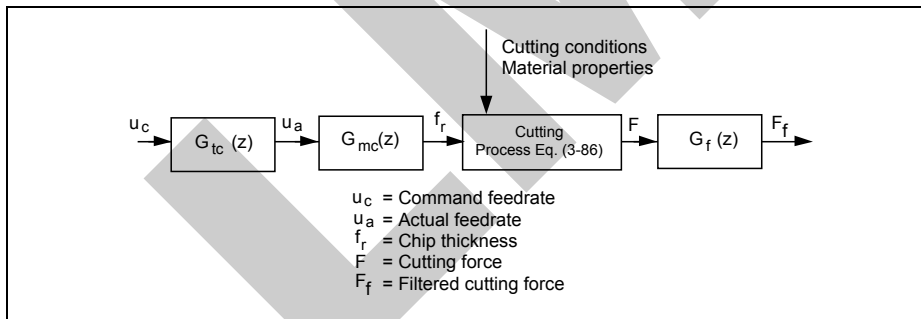 Cutting conditions
Material properties
u_c
G_tc (z)
u_a
G_mc(z)
f_r
Cutting
Process Eq. (3-86)
F
G_f (z)
F_f
u_c = Command feedrate
u_a = Actual feedrate
f_r = Chip thickness
F = Cutting force
F_f = Filtered cutting force